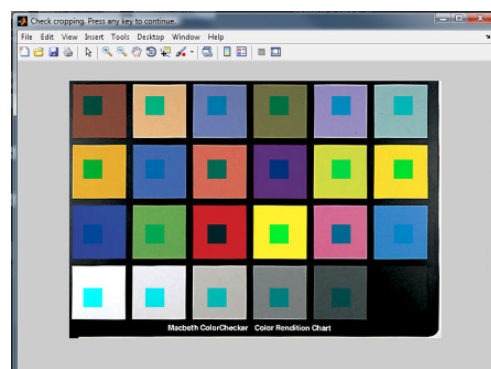 Check cropping. Press any key to continue.
File Edit View Insert Tools Desktop Window Help
Macbeth ColorChecker Color Rendition Chart